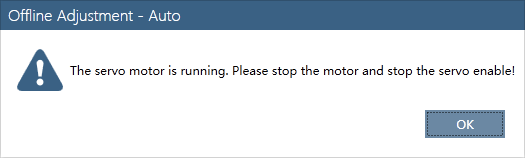 Offline Adjustment - Auto
The servo motor is running. Please stop the motor and stop the servo enable!
OK